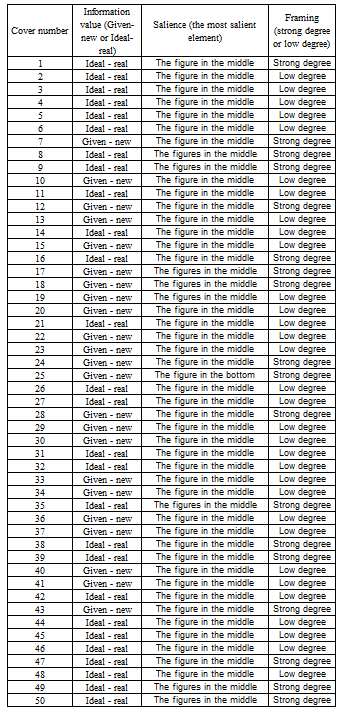 Cover number | Information value (Given-new or Ideal-real) | Salience (the most salient element) | Framing (strong degree or low degree)
1 | Ideal - real | The figure in the middle | Strong degree
2 | Ideal - real | The figure in the middle | Low degree
3 | Ideal - real | The figure in the middle | Low degree
4 | Ideal - real | The figure in the middle | Low degree
5 | Ideal - real | The figure in the middle | Low degree
6 | Ideal - real | The figure in the middle | Low degree
7 | Given - new | The figure in the middle | Strong degree
8 | Ideal - real | The figures in the middle | Strong degree
9 | Ideal - real | The figure in the middle | Strong degree
10 | Given - new | The figure in the middle | Low degree
11 | Ideal - real | The figure in the middle | Low degree
12 | Given - new | The figure in the middle | Strong degree
13 | Given - new | The figure in the middle | Low degree
14 | Ideal - real | The figure in the middle | Low degree
15 | Given - new | The figure in the middle | Low degree
16 | Ideal - real | The figure in the middle | Strong degree
17 | Given - new | The figures in the middle | Strong degree
18 | Given - new | The figures in the middle | Strong degree
19 | Given - new | The figures in the middle | Low degree
20 | Given - new | The figure in the middle | Low degree
21 | Ideal - real | The figure in the middle | Low degree
22 | Given - new | The figure in the middle | Low degree
23 | Given - new | The figure in the middle | Low degree
24 | Given - new | The figure in the middle | Strong degree
25 | Given - new | The figure in the bottom | Strong degree
26 | Ideal - real | The figure in the middle | Low degree
27 | Ideal - real | The figure in the middle | Low degree
28 | Given - new | The figure in the middle | Strong degree
29 | Given - new | The figure in the middle | Low degree
30 | Given - new | The figure in the middle | Low degree
31 | Ideal - real | The figure in the middle | Low degree
32 | Ideal - real | The figure in the middle | Low degree
33 | Given - new | The figure in the middle | Low degree
34 | Given - new | The figure in the middle | Low degree
35 | Ideal - real | The figures in the middle | Strong degree
36 | Given - new | The figure in the middle | Low degree
37 | Given - new | The figure in the middle | Low degree
38 | Ideal - real | The figure in the middle | Strong degree
39 | Ideal - real | The figure in the middle | Strong degree
40 | Given - new | The figure in the middle | Low degree
41 | Given - new | The figure in the middle | Low degree
42 | Ideal - real | The figure in the middle | Low degree
43 | Given - new | The figure in the middle | Strong degree
44 | Ideal - real | The figure in the middle | Low degree
45 | Ideal - real | The figure in the middle | Low degree
46 | Ideal - real | The figure in the middle | Low degree
47 | Ideal - real | The figure in the middle | Strong degree
48 | Ideal - real | The figure in the middle | Low degree
49 | Ideal - real | The figures in the middle | Strong degree
50 | Ideal - real | The figures in the middle | Strong degree